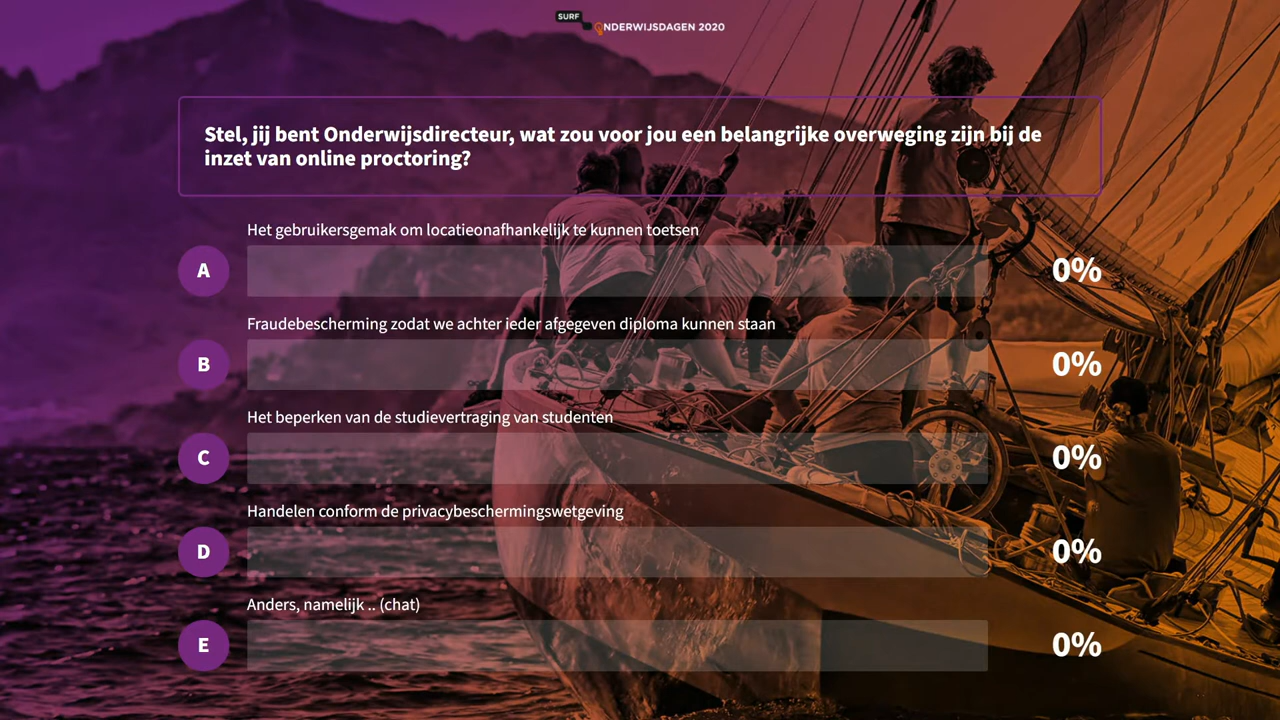 SURF
ONDERWIJSDAGEN 2020
Stel, jij bent Onderwijsdirecteur, wat zou voor jou een belangrijke overweging zijn bij de
inzet van online proctoring?
Het gebruikersgemak om locatieonafhankelijk te kunnen toetsen
A
0%
Fraudebescherming zodat we achter ieder afgegeven diploma kunnen staan
B
0%
Het beperken van de studievertraging van studenten
C
0%
Handelen conform de privacybeschermingswetgeving
D
0%
Anders, namelijk .. (chat)
E
0%